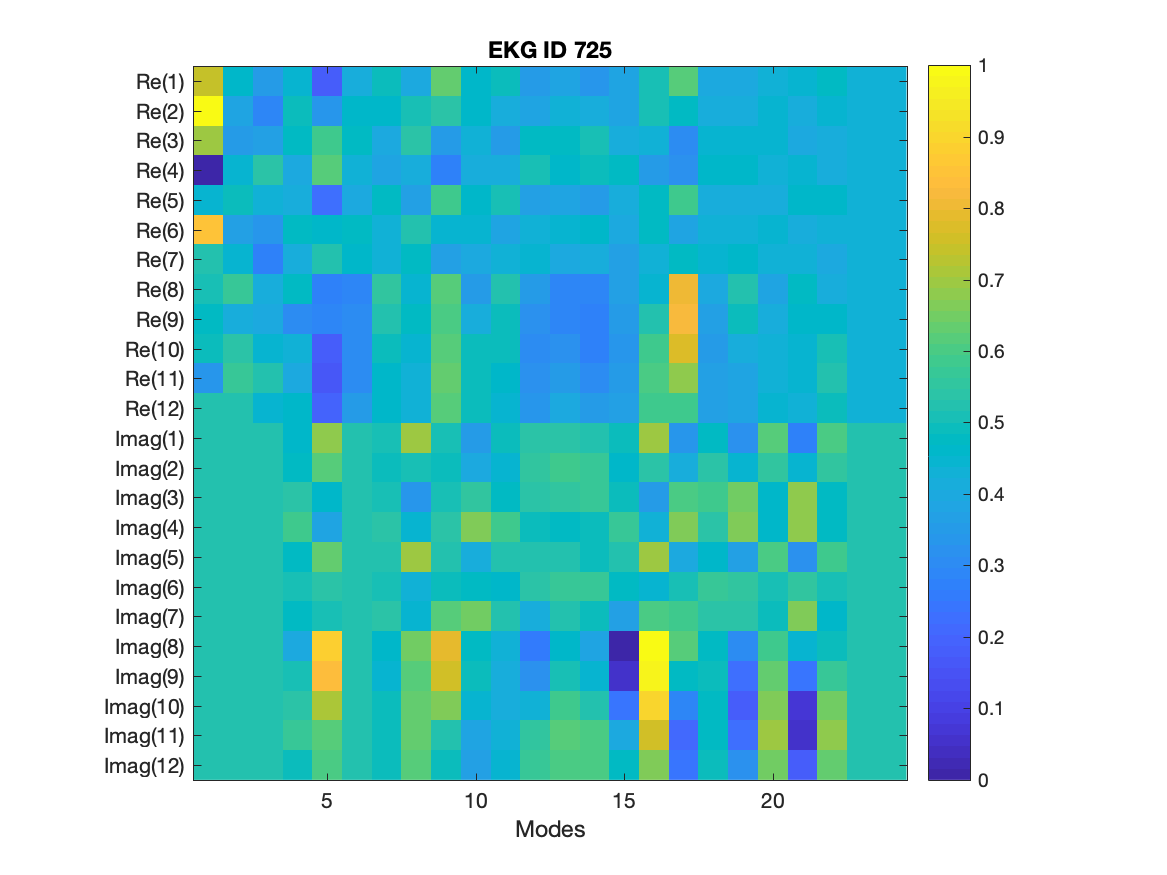 EKG ID 725
Re(1)
Re(2)
Re(3)
Re(4)
Re(5)
Re(6)
Re(7)
Re(8)
Re(9)
Re(10)
Re(11)
Re(12)
Imag(1)
Imag(2)
Imag(3)
Imag(4)
Imag(5)
Imag(6)
Imag(7)
Imag(8)
Imag(9)
Imag(10)
Imag(11)
Imag(12)
5 10 15 20
Modes
1
0.9
0.8
0.7
0.6
0.5
0.4
0.3
0.2
0.1
0